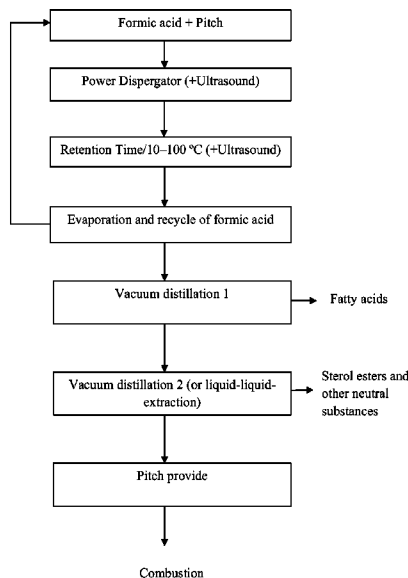 Formic acid + Pitch
Power Dispergator (+Ultrasound)
Retention Time/10–100 ºC (+Ultrasound)
Evaporation and recycle of formic acid
Vacuum distillation 1
Fatty acids
Vacuum distillation 2 (or liquid-liquid-
extraction)
Sterol esters and
other neutral
substances
Pitch provide
Combustion